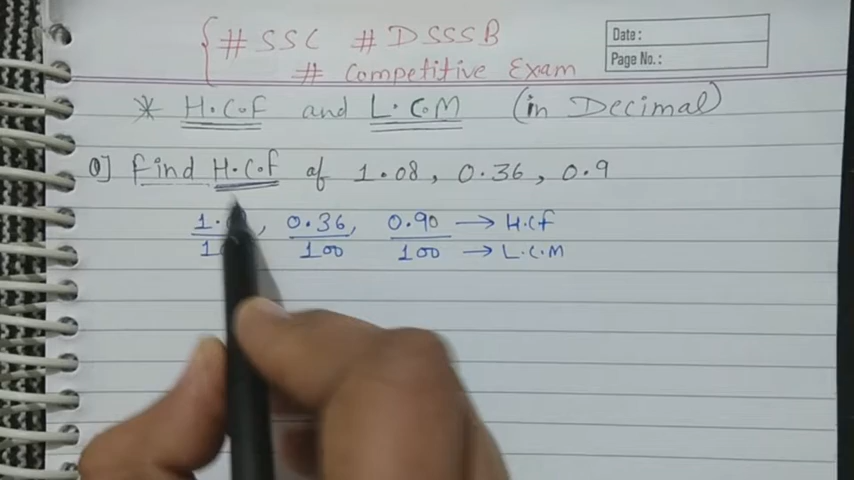 # SSC # DSSSB
# Competitive Exam
Date:
Page No.:
* H.C.F and L.C.M (in Decimal)
Q] Find H.C.F of 1.08, 0.36, 0.9
0.36, 0.90 → H.C.F
100 100 → L.C.M